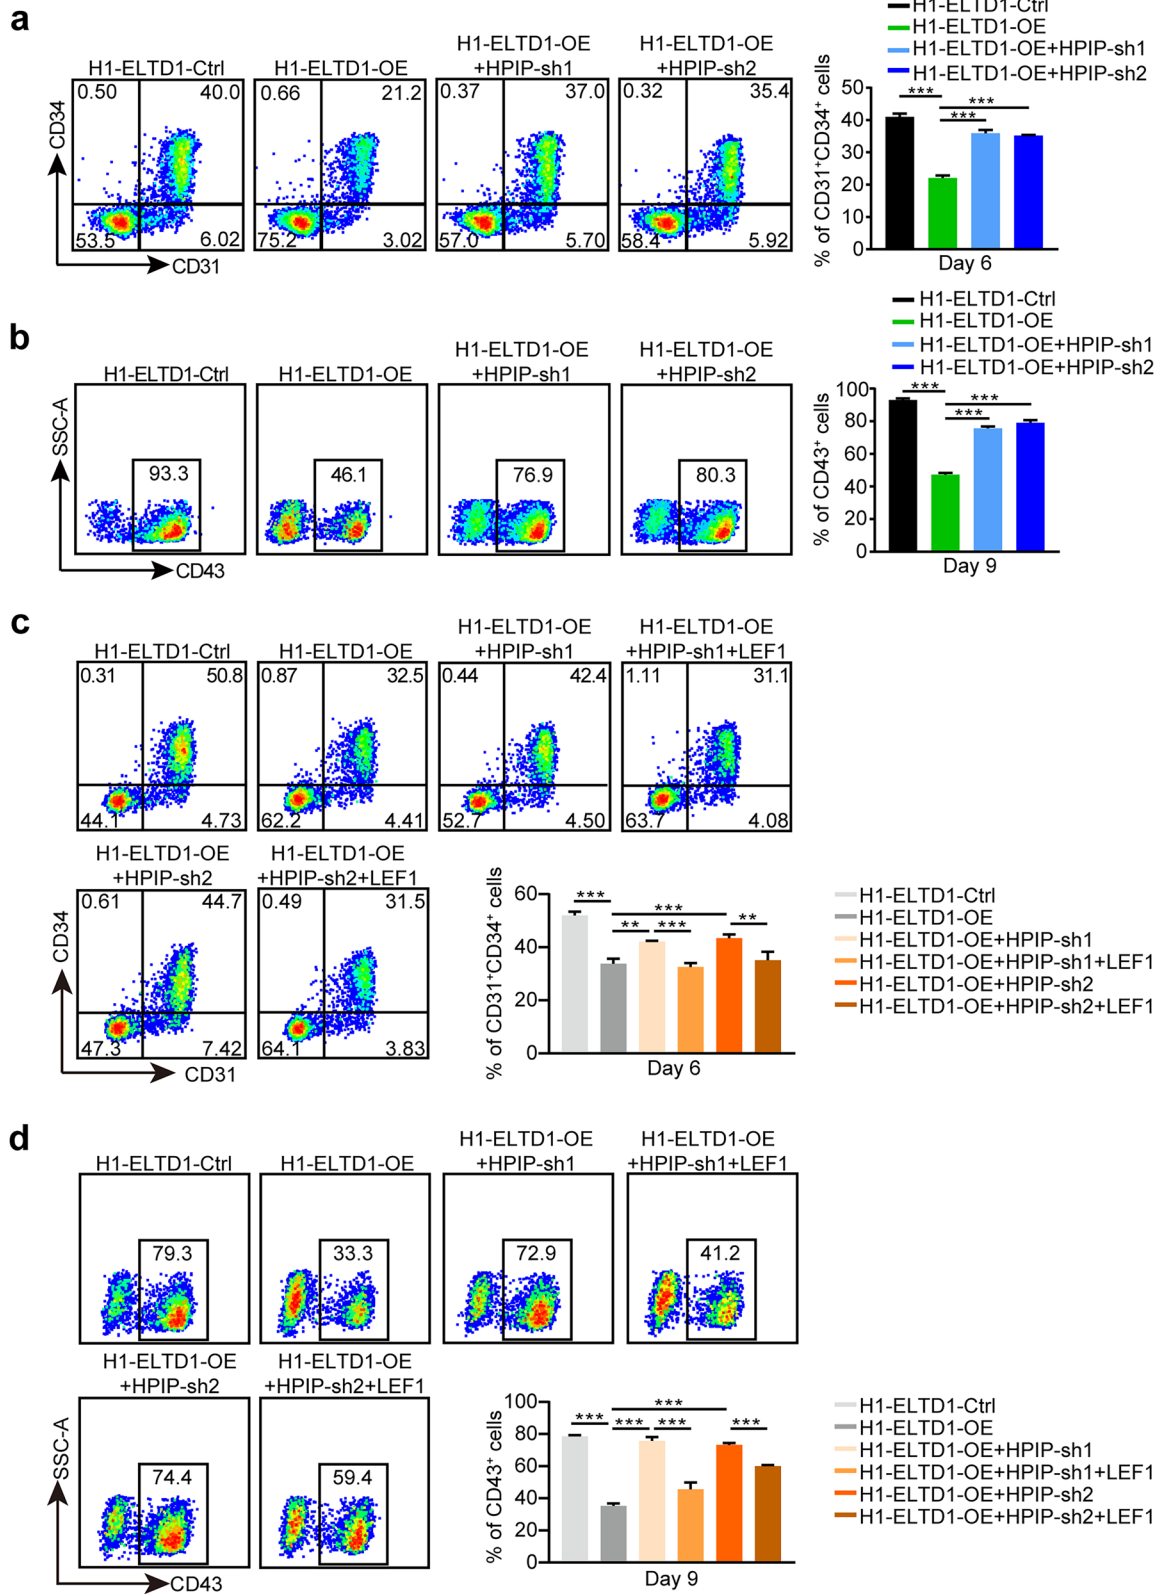 a
H1-ELTD1-Ctrl
H1-ELTD1-OE
H1-ELTD1-OE
+HPIP-sh1
H1-ELTD1-OE
+HPIP-sh2
0.50 40.0
53.5 6.02
0.66 21.2
75.2 3.02
0.37 37.0
57.0 5.70
0.32 35.4
58.4 5.92
CD34
CD31
H1-ELTD1-Ctrl
H1-ELTD1-OE
H1-ELTD1-OE+HPIP-sh1
H1-ELTD1-OE+HPIP-sh2
% of CD31+CD34+ cells
50
40
30
20
10
0
***
***
***
Day 6
b
H1-ELTD1-Ctrl
H1-ELTD1-OE
H1-ELTD1-OE
+HPIP-sh1
H1-ELTD1-OE
+HPIP-sh2
93.3
46.1
76.9
80.3
SSC-A
CD43
H1-ELTD1-Ctrl
H1-ELTD1-OE
H1-ELTD1-OE+HPIP-sh1
H1-ELTD1-OE+HPIP-sh2
% of CD43+ cells
100
80
60
40
20
0
***
***
***
Day 9
c
H1-ELTD1-Ctrl
H1-ELTD1-OE
H1-ELTD1-OE
+HPIP-sh1
H1-ELTD1-OE
+HPIP-sh1+LEF1
0.31 50.8
44.1 4.73
0.87 32.5
62.2 4.41
0.44 42.4
52.7 4.50
1.11 31.1
63.7 4.08
H1-ELTD1-OE
+HPIP-sh2
H1-ELTD1-OE
+HPIP-sh2+LEF1
0.61 44.7
47.3 7.42
0.49 31.5
64.1 3.83
CD34
CD31
% of CD31+CD34+ cells
60
40
20
0
***
***
**
***
**
Day 6
H1-ELTD1-Ctrl
H1-ELTD1-OE
H1-ELTD1-OE+HPIP-sh1
H1-ELTD1-OE+HPIP-sh1+LEF1
H1-ELTD1-OE+HPIP-sh2
H1-ELTD1-OE+HPIP-sh2+LEF1
d
H1-ELTD1-Ctrl
H1-ELTD1-OE
H1-ELTD1-OE
+HPIP-sh1
H1-ELTD1-OE
+HPIP-sh1+LEF1
79.3
33.3
72.9
41.2
H1-ELTD1-OE
+HPIP-sh2
H1-ELTD1-OE
+HPIP-sh2+LEF1
74.4
59.4
SSC-A
CD43
% of CD43+ cells
100
80
60
40
20
0
***
***
***
***
***
Day 9
H1-ELTD1-Ctrl
H1-ELTD1-OE
H1-ELTD1-OE+HPIP-sh1
H1-ELTD1-OE+HPIP-sh1+LEF1
H1-ELTD1-OE+HPIP-sh2
H1-ELTD1-OE+HPIP-sh2+LEF1